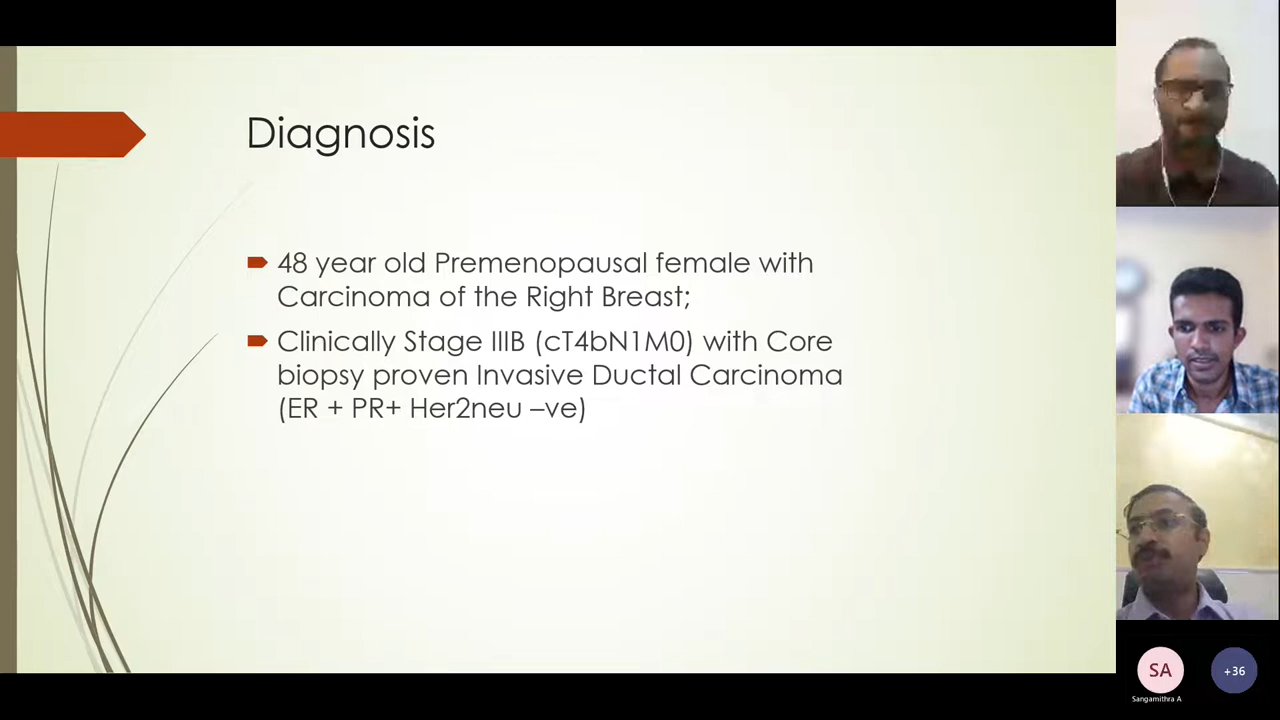 Diagnosis
48 year old Premenopausal female with
Carcinoma of the Right Breast;
Clinically Stage IIIB (cT4bN1M0) with Core
biopsy proven Invasive Ductal Carcinoma
(ER + PR+ Her2neu –ve)
SA
+36
Sangamithra A